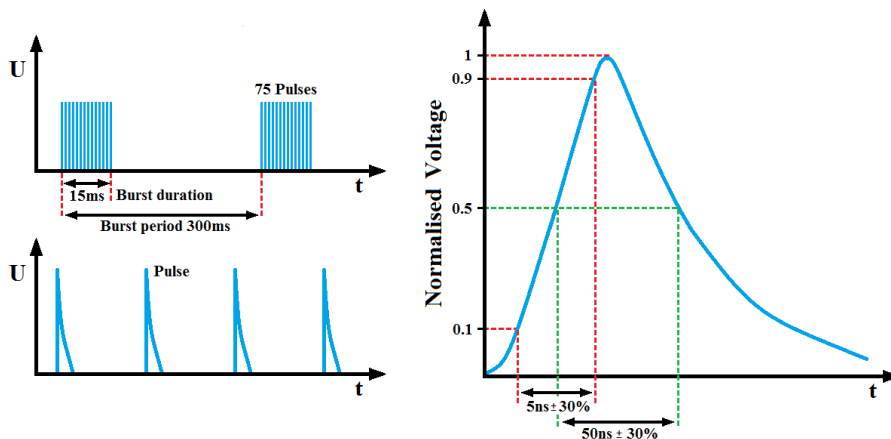 U
75 Pulses
t
15ms
Burst duration
Burst period 300ms
U
Pulse
t
Normalised Voltage
1
0.9
0.5
0.1
t
5ns±30%
50ns ± 30%